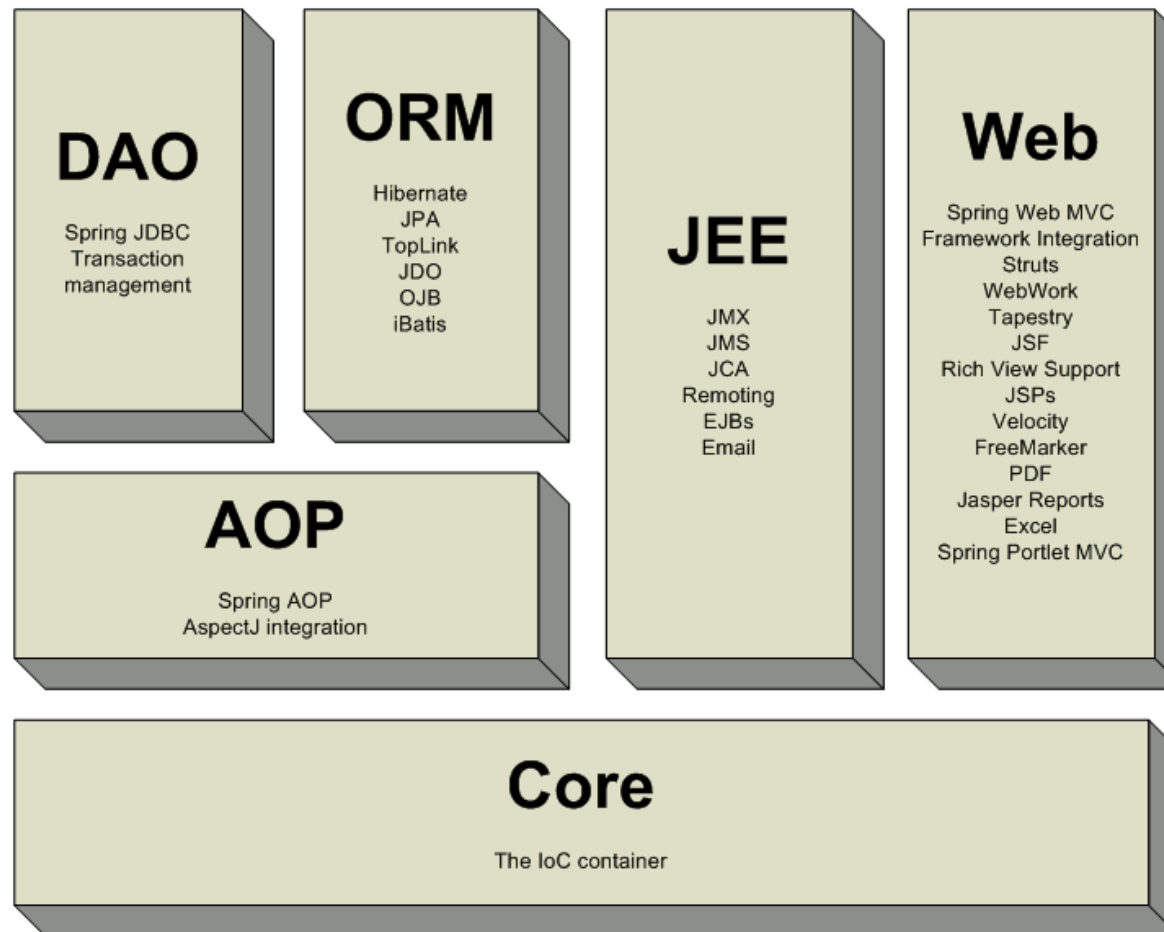 DAO
Spring JDBC
Transaction
management
ORM
Hibernate
JPA
TopLink
JDO
OJB
iBatis
JEE
JMX
JMS
JCA
Remoting
EJBs
Email
Web
Spring Web MVC
Framework Integration
Struts
WebWork
Tapestry
JSF
Rich View Support
JSPs
Velocity
FreeMarker
PDF
Jasper Reports
Excel
Spring Portlet MVC
AOP
Spring AOP
AspectJ integration
Core
The IoC container